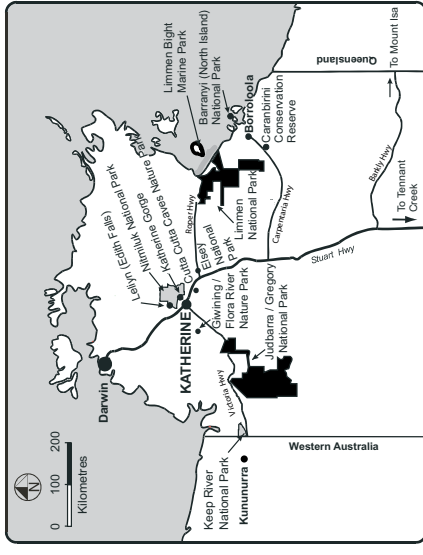 N
0 100 200
Kilometres
Darwin
Leliyn (Edith Falls)
Nitmiluk National Park
Katherine Gorge
Cutta Cutta Caves Nature Park
KATHERINE
Roper Hwy
Elsey
National
Park
Giwining /
Flora River
Nature Park
Victoria Hwy
Judbarra / Gregory
National Park
Keep River
National Park
Kununurra
Western Australia
Limmen Bight
Marine Park
Barranyi (North Island)
National Park
Borroloola
Caranbirini
Conservation
Reserve
Limmen
National Park
Carpentaria Hwy
Stuart Hwy
Queensland
Barkly Hwy
To Mount Isa
To Tennant
Creek